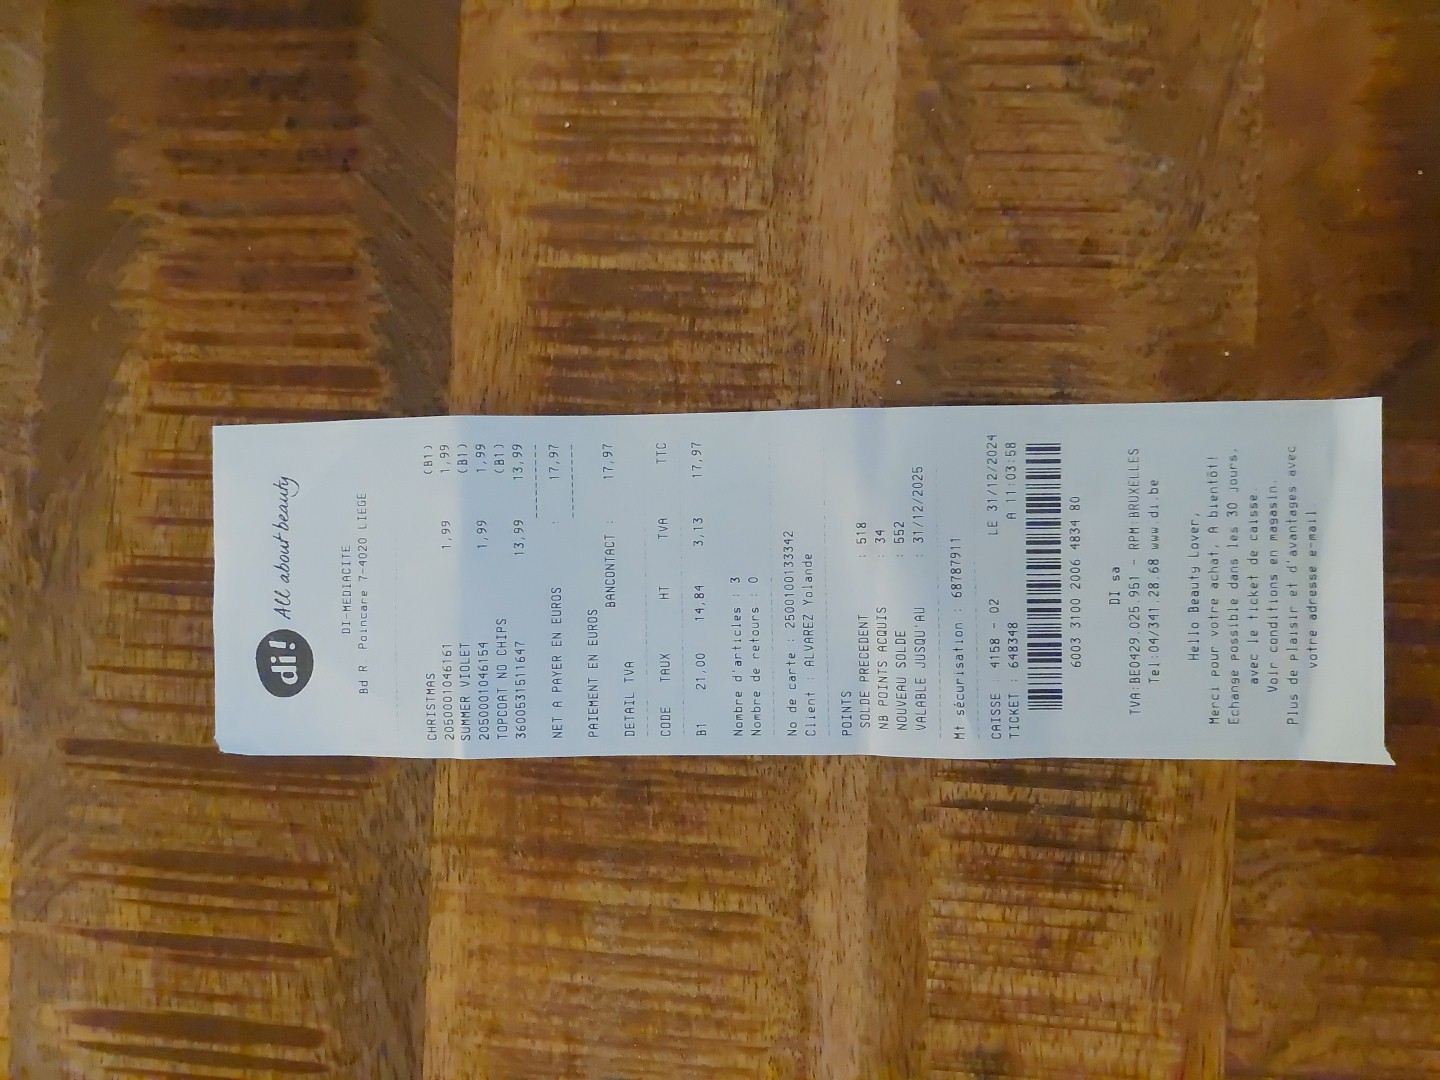 di! All about beauty
DI-MEDIACITE
Bd R. Poincare 7-4020 LIEGE
CHRISTMAS (B1)
2050001046161 1,99 1,99
SUMMER VIOLET (B1)
2050001046154 1,99 1,99
TOPCOAT NO CHIPS (B1)
3600531511647 13,99 13,99
NET A PAYER EN EUROS : 17,97
PAIEMENT EN EUROS
BANCONTACT : 17,97
DETAIL TVA
CODE TAUX HT TVA TTC
B1 21,00 14,84 3,13 17,97
Nombre d'articles : 3
Nombre de retours : 0
No de carte : 2500100133342
Client : ALVAREZ Yolande
POINTS
SOLDE PRECEDENT : 518
NB POINTS ACQUIS : 34
NOUVEAU SOLDE : 552
VALABLE JUSQU'AU : 31/12/2025
Mt sécurisation : 68787911
CAISSE : 4158 - 02 LE 31/12/2024
TICKET : 648348 A 11:03:58
6003 3100 2006 4834 80
DI sa
TVA:BE0429.025.951 - RPM:BRUXELLES
Tel:04/341.28.68 www.di.be
Hello Beauty Lover,
Merci pour votre achat. A bientôt!
Echange possible dans les 30 jours,
avec le ticket de caisse.
Voir conditions en magasin.
Plus de plaisir et d'avantages avec
votre adresse e-mail